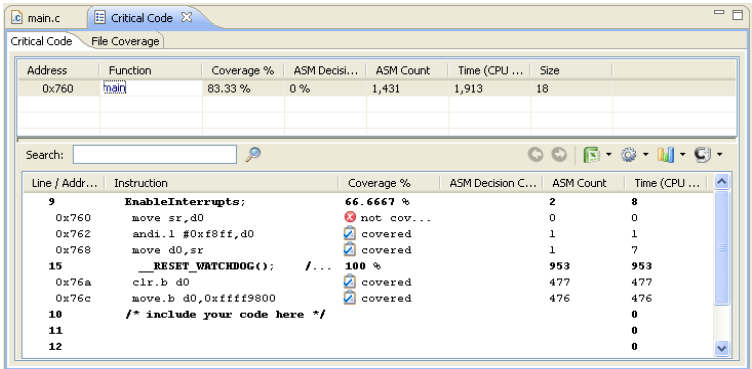 main.c Critical Code
Critical Code File Coverage
Address Function Coverage % ASM Decisi... ASM Count Time (CPU ... Size
0x760 main 83.33 % 0 % 1,431 1,913 18
Search:
Line / Addr... Instruction Coverage % ASM Decision C... ASM Count Time (CPU ...
9 EnableInterrupts; 66.6667 % 2 8
0x760 move sr,d0 not cov... 0 0
0x762 andi.l #0xf8ff,d0 covered 1 1
0x768 move d0,sr covered 1 7
15 __RESET_WATCHDOG(); /... 100 % 953 953
0x76a clr.b d0 covered 477 477
0x76c move.b d0,0xffff9800 covered 476 476
10 /* include your code here */ 0
11 0
12 0